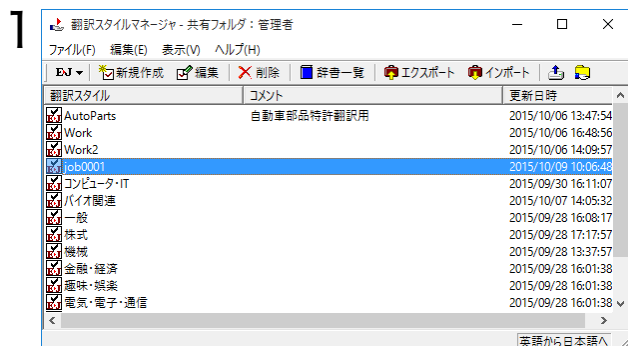 1
翻訳スタイルマネージャ - 共有フォルダ：管理者
ファイル(F) 編集(E) 表示(V) ヘルプ(H)
EJ 新規作成 編集 削除 辞書一覧 エクスポート インポート
翻訳スタイル コメント 更新日時
AutoParts 自動車部品特許翻訳用 2015/10/06 13:47:54
Work 2015/10/06 16:48:56
Work2 2015/10/06 14:09:57
job0001 2015/10/09 10:06:48
コンピュータ・IT 2015/09/30 16:11:07
バイオ関連 2015/10/07 14:05:32
一般 2015/09/28 16:08:17
株式 2015/09/28 17:17:57
機械 2015/09/28 13:37:57
金融・経済 2015/09/28 16:01:38
趣味・娯楽 2015/09/28 16:01:38
電気・電子・通信 2015/09/28 16:01:38
英語から日本語へ